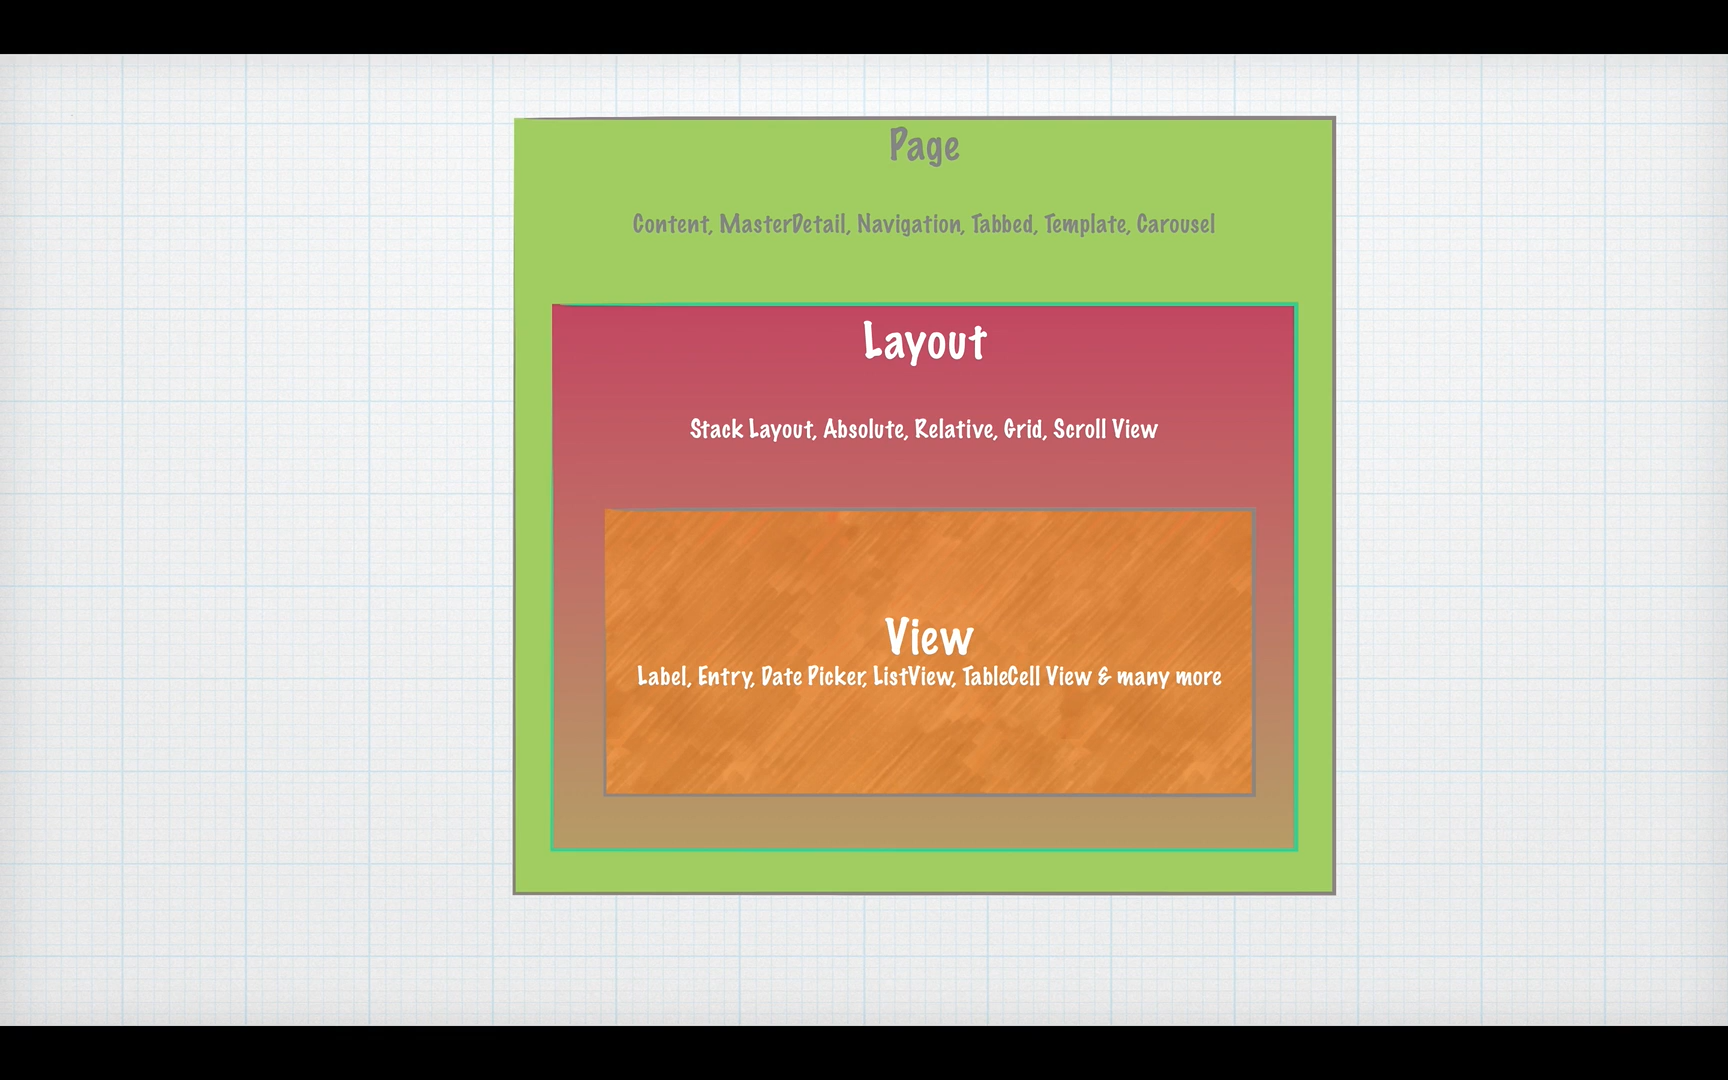 Page
Content, MasterDetail, Navigation, Tabbed, Template, Carousel
Layout
Stack Layout, Absolute, Relative, Grid, Scroll View
View
Label, Entry, Date Picker, ListView, TableCell View & many more